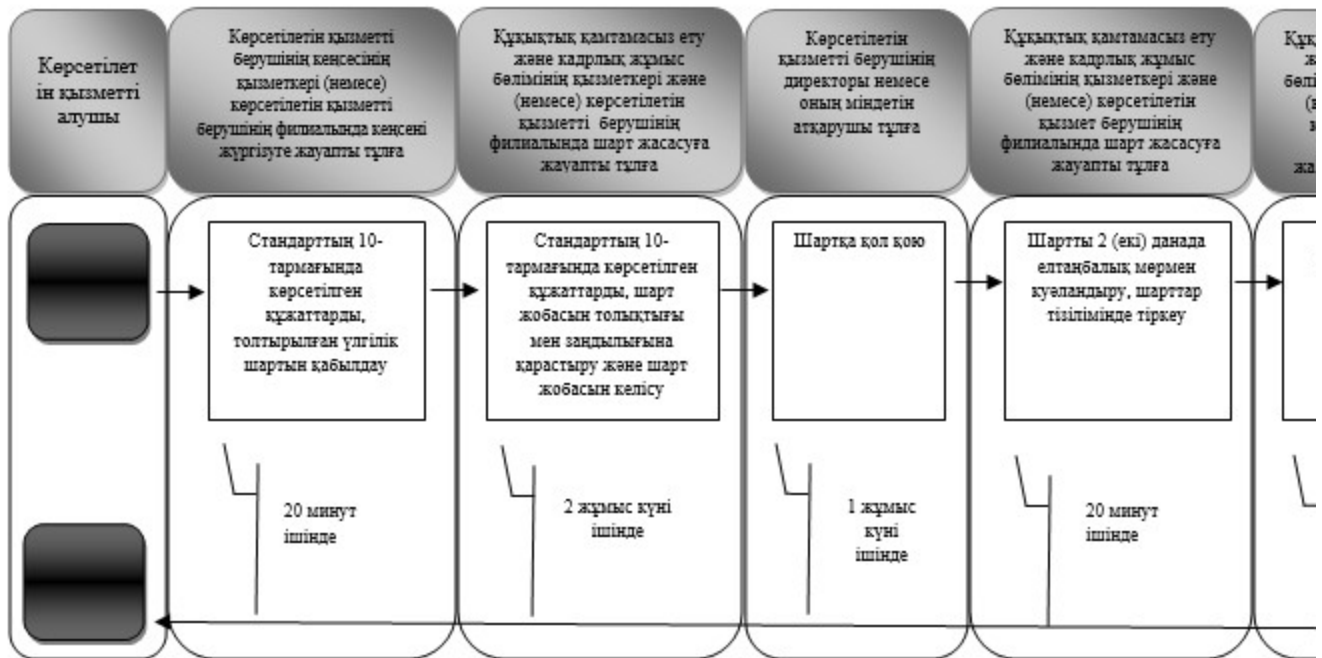 Көрсетілет
ін қызметті
алушы
Көрсетілетін қызметті
берушінің кеңсесінің
қызметкері (немесе)
көрсетілетін қызметті
берушінің филиалында кеңсені
жүргізуге жауапты тұлға
Құқықтық қамтамасыз ету
және кадрлық жұмыс
бөлімінің қызметкері және
(немесе) көрсетілетін
қызметті берушінің
филиалында шарт жасасуға
жауапты тұлға
Көрсетілетін
қызметті берушінің
директоры немесе
оның міндетін
атқарушы тұлға
Құқықтық қамтамасыз ету
және кадрлық жұмыс
бөлімінің қызметкері және
(немесе) көрсетілетін
қызмет берушінің
филиалында шарт жасасуға
жауапты тұлға
Стандарттың 10-
тармағында
көрсетілген
құжаттарды,
толтырылған үлгілік
шартын қабылдау
Стандарттың 10-
тармағында көрсетілген
құжаттарды, шарт
жобасын толықтығы
мен заңдылығына
қарастыру және шарт
жобасын келісу
Шартқа қол қою
Шартты 2 (екі) данада
елтаңбалық мөрмен
куәландыру, шарттар
тізілімінде тіркеу
20 минут
ішінде
2 жұмыс күні
ішінде
1 жұмыс
күні
ішінде
20 минут
ішінде